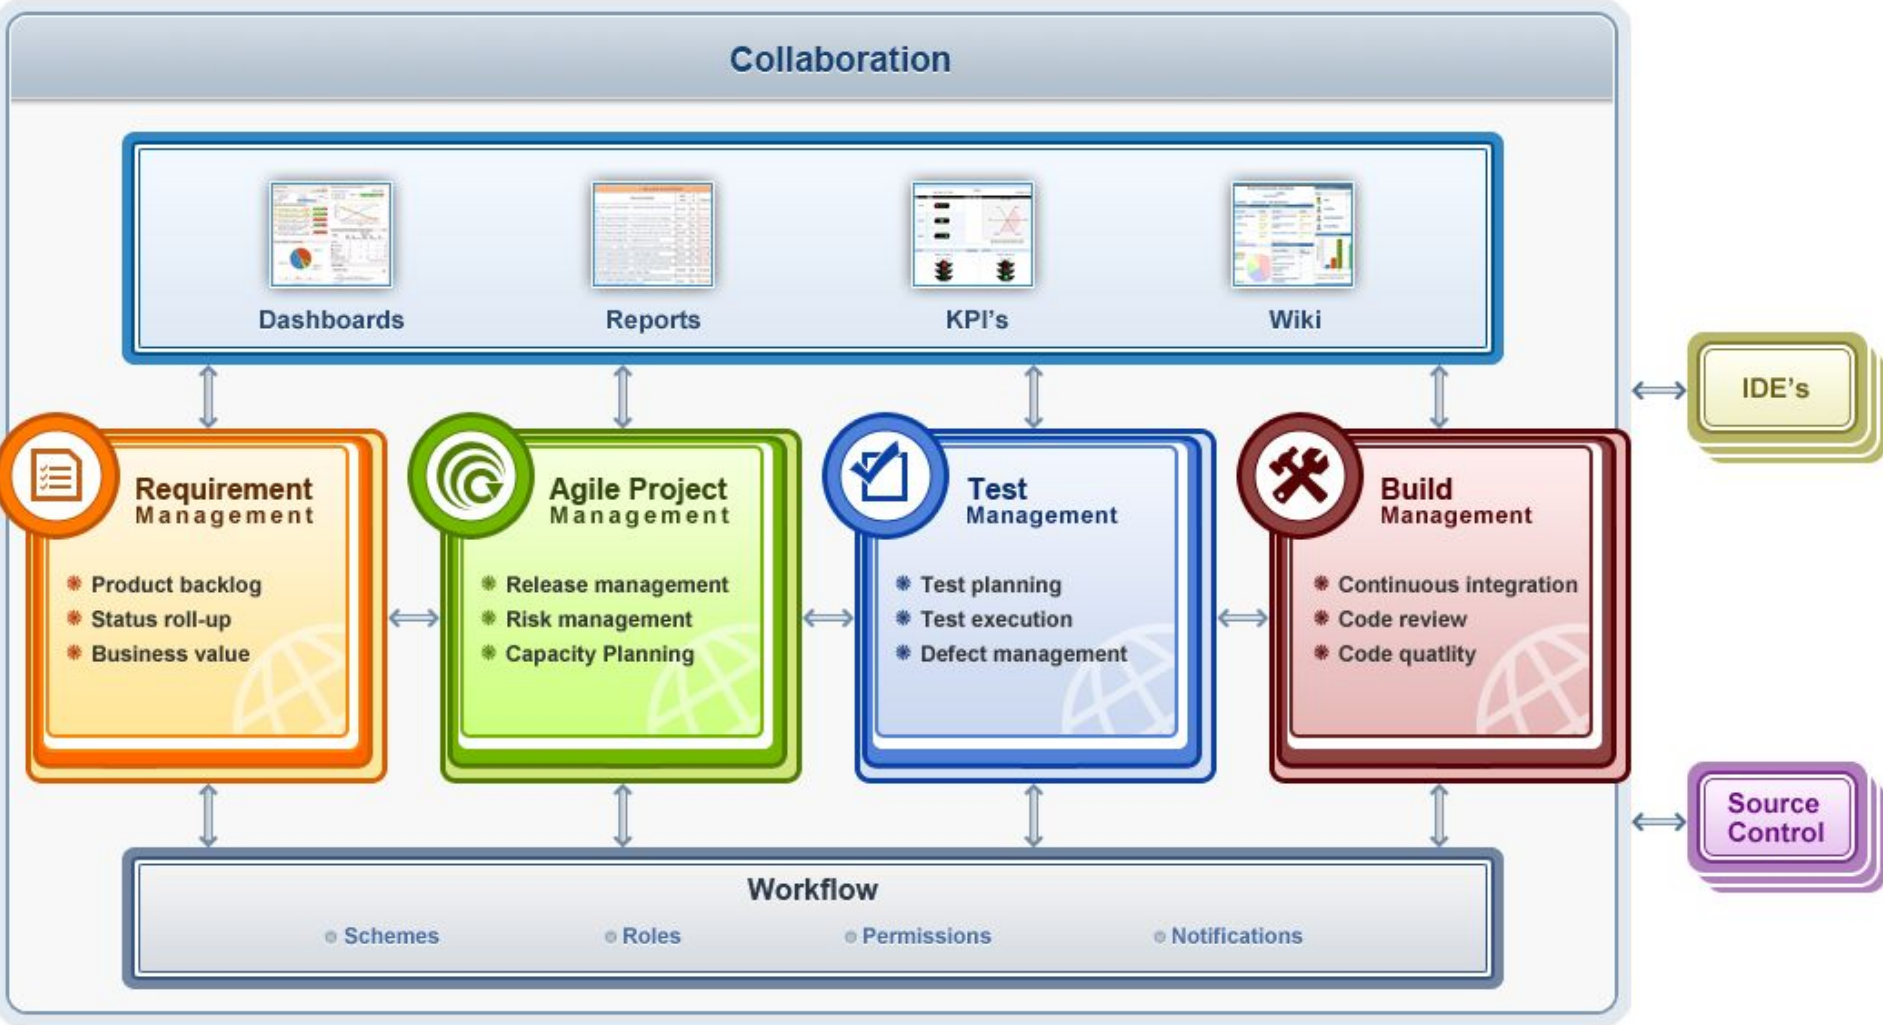 Collaboration
Dashboards
Reports
KPI's
Wiki
IDE's
Requirement
Management
Product backlog
Status roll-up
Business value
Agile Project
Management
Release management
Risk management
Capacity Planning
Test
Management
Test planning
Test execution
Defect management
Build
Management
Continuous integration
Code review
Code quatlity
Source
Control
Workflow
Schemes
Roles
Permissions
Notifications